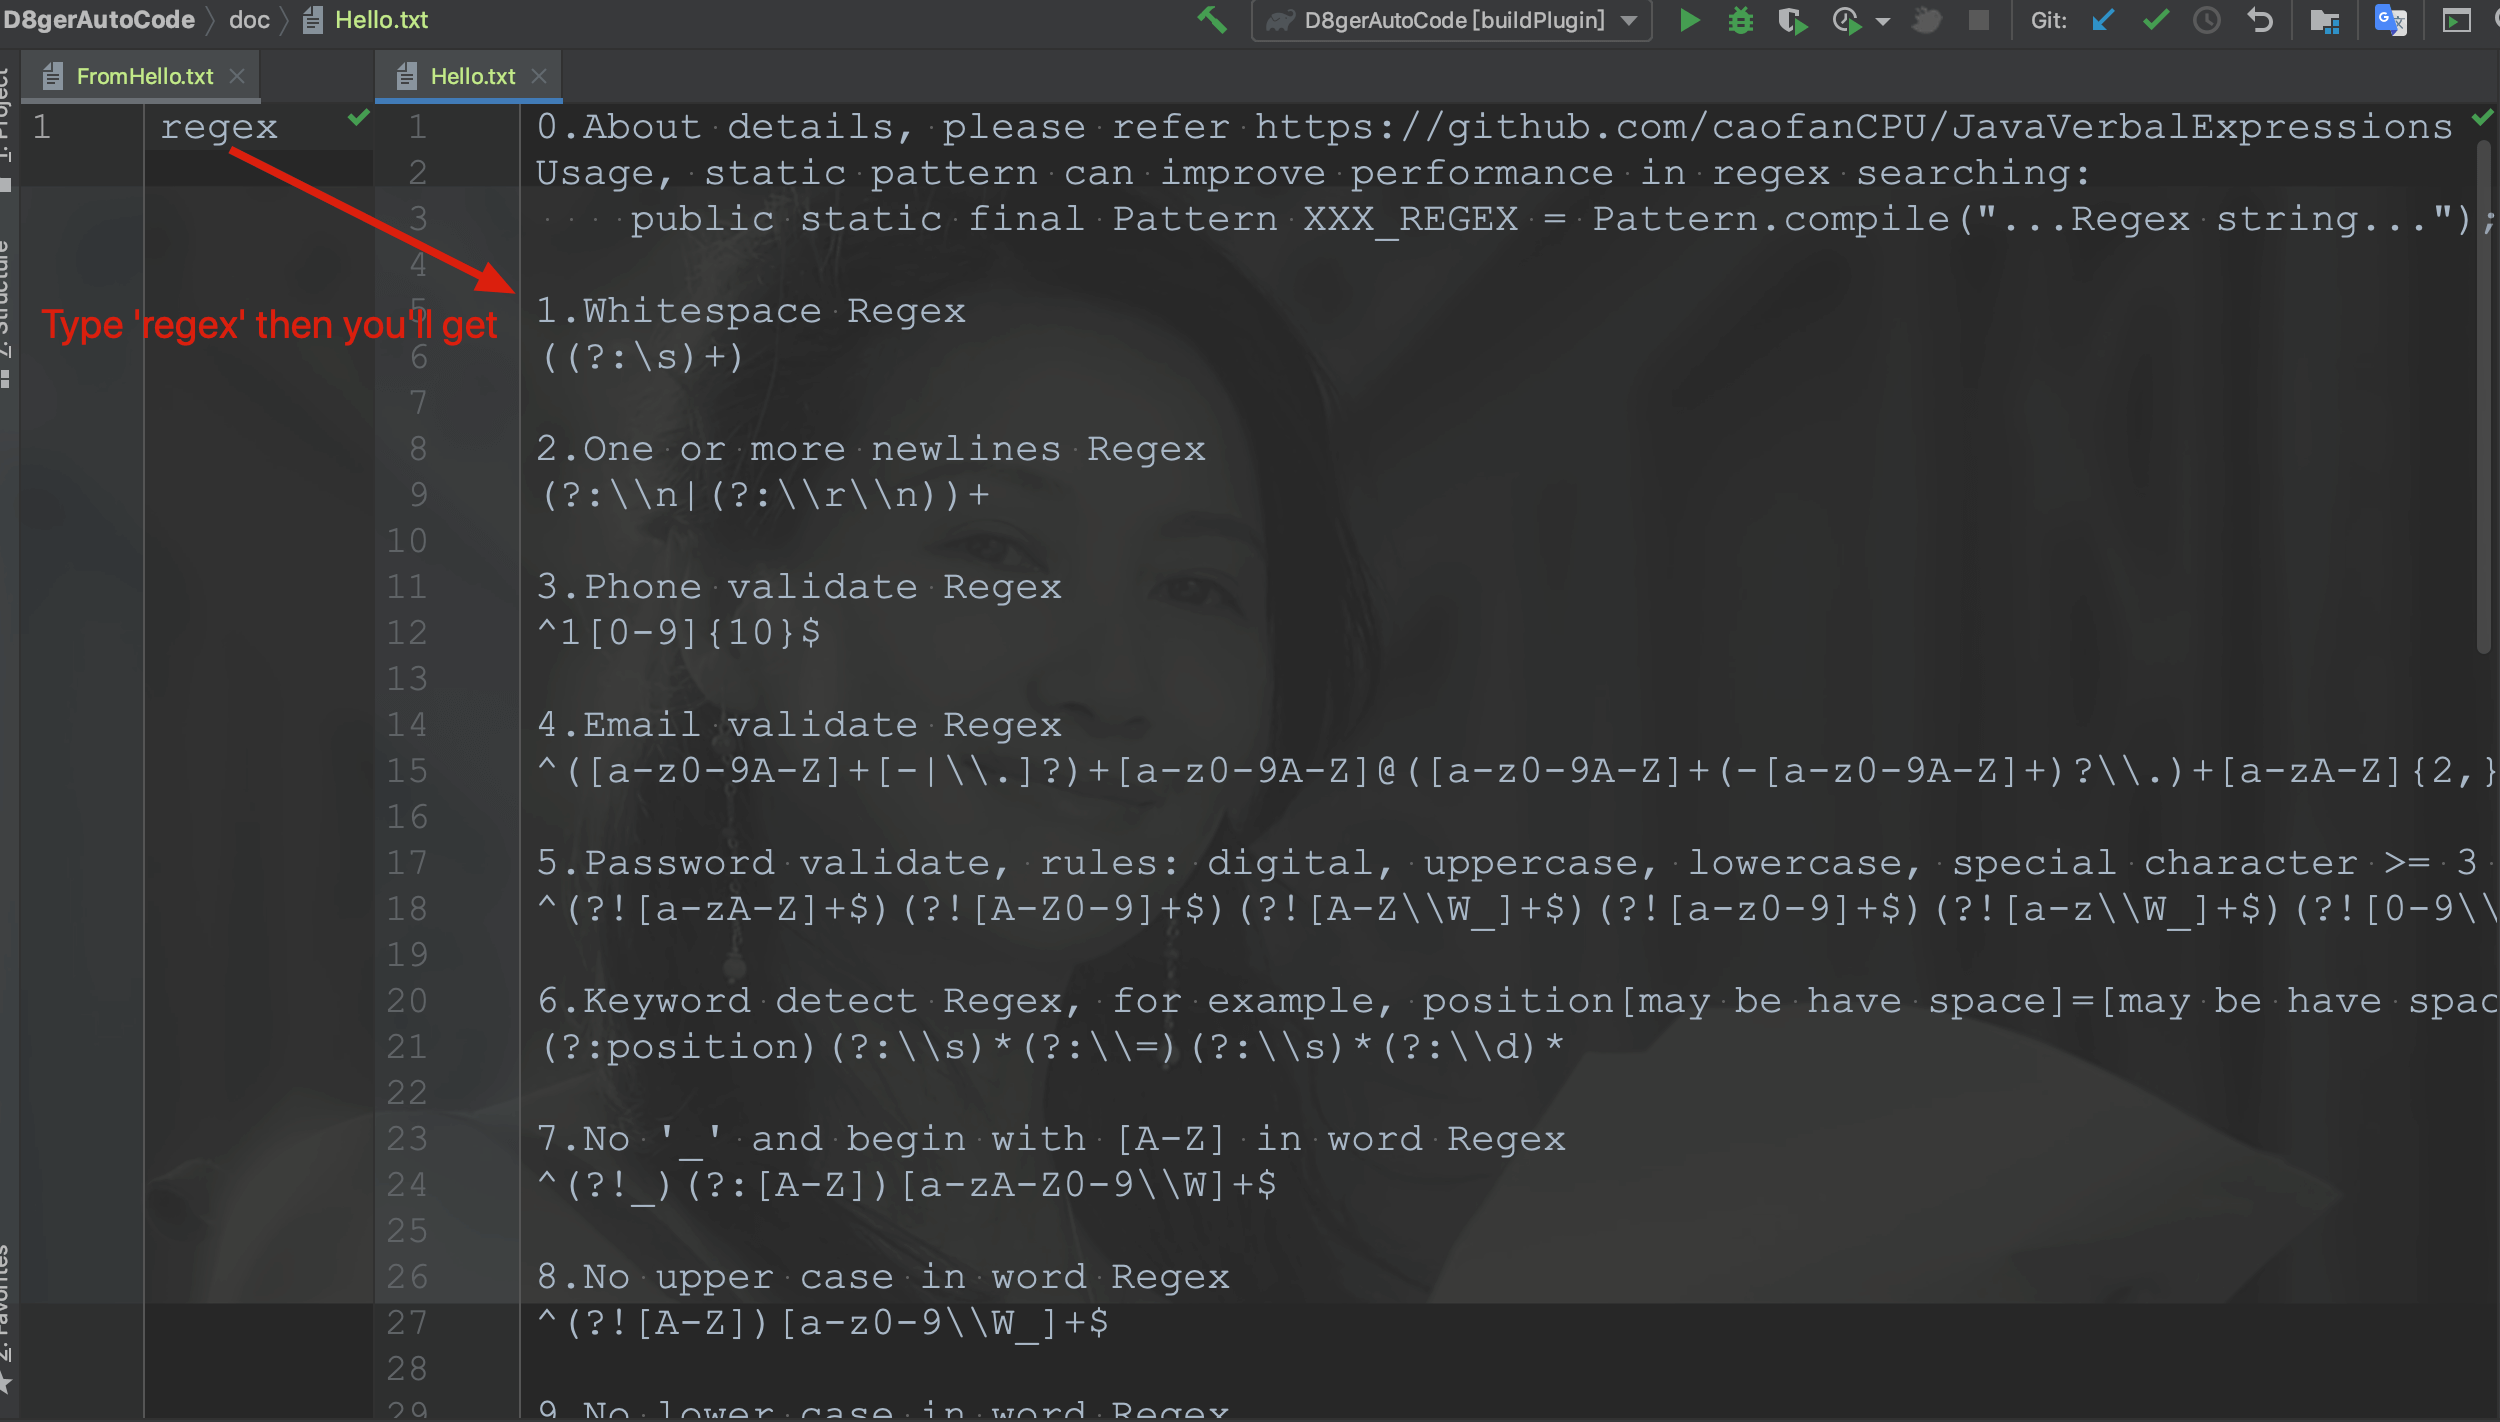 D8gerAutoCode
doc
Hello.txt
D8gerAutoCode [buildPlugin]
Git:
FromHello.txt
Hello.txt
1: Project
Z: Structure
2: Favorites
1 regex
Type 'regex' then you'll get
1 0.About details, please refer https://github.com/caofanCPU/JavaVerbalExpressions
2 Usage, static pattern can improve performance in regex searching:
3 public static final Pattern XXX_REGEX = Pattern.compile("...Regex string...");
4
5 1.Whitespace Regex
6 ((?:\s)+)
7
8 2.One or more newlines Regex
9 (?:\\n|(?:\\r\\n))+
10
11 3.Phone validate Regex
12 ^1[0-9]{10}$
13
14 4.Email validate Regex
15 ^([a-z0-9A-Z]+[-|\\.]?)+[a-z0-9A-Z]@([a-z0-9A-Z]+(-[a-z0-9A-Z]+)?\\.)+[a-zA-Z]{2,}
16
17 5.Password validate, rules: digital, uppercase, lowercase, special character >= 3
18 ^(?![a-zA-Z]+$)(?![A-Z0-9]+$)(?![A-Z\\W_]+$)(?![a-z0-9]+$)(?![a-z\\W_]+$)(?![0-9\\
19
20 6.Keyword detect Regex, for example, position[may be have space]=[may be have spac
21 (?:position)(?:\\s)*(?:\\=)(?:\\s)*(?:\\d)*
22
23 7.No '_' and begin with [A-Z] in word Regex
24 ^(?!_)(?:[A-Z])[a-zA-Z0-9\\W]+$
25
26 8.No upper case in word Regex
27 ^(?![A-Z])[a-z0-9\\W_]+$
28
29 9.No lower case in word Regex